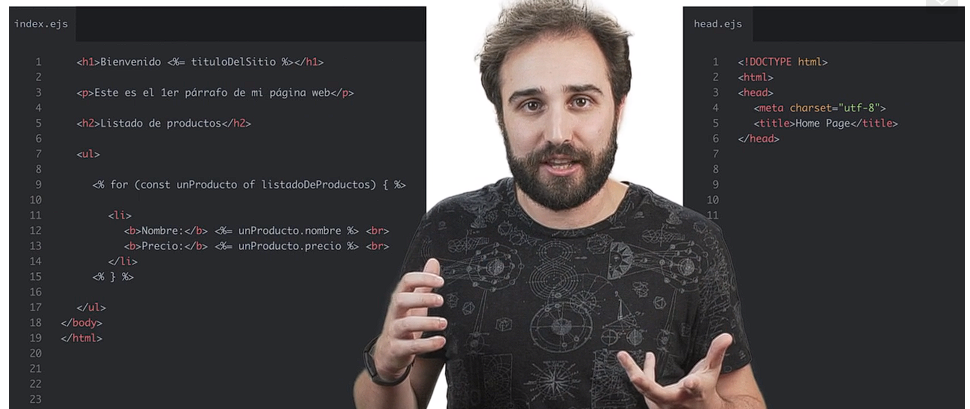 index.ejs
1 <h1>Bienvenido <%= tituloDelSitio %></h1>
2
3 <p>Este es el 1er párrafo de mi página web</p>
4
5 <h2>Listado de productos</h2>
6
7 <ul>
8
9 <% for (const unProducto of listadoDeProductos) { %>
10
11 <li>
12 <b>Nombre:</b> <%= unProducto.nombre %> <br>
13 <b>Precio:</b> <%= unProducto.precio %> <br>
14 </li>
15 <% } %>
16
17 </ul>
18 </body>
19 </html>
20
21
22
23
head.ejs
1 <!DOCTYPE html>
2 <html>
3 <head>
4 <meta charset="utf-8">
5 <title>Home Page</title>
6 </head>
7
8
9
10
11